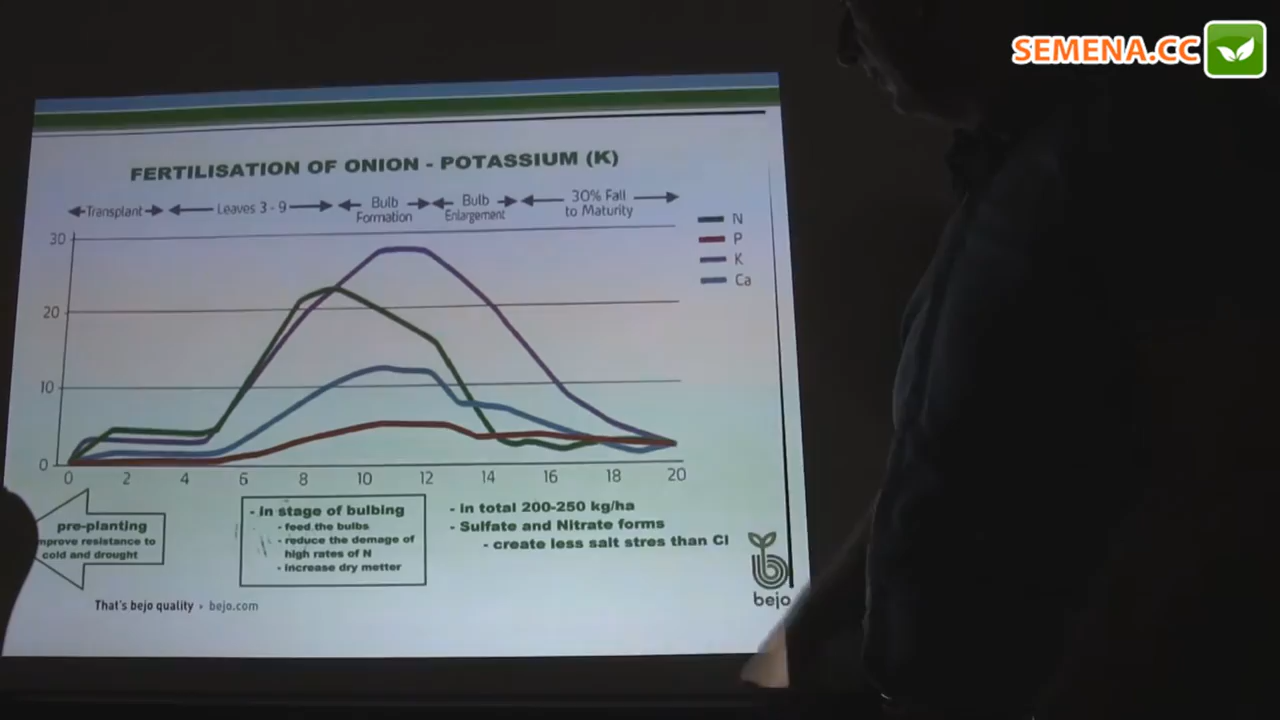 SEMENA.CC
FERTILISATION OF ONION - POTASSIUM (K)
Transplant
Leaves 3 - 9
Bulb
Formation
Bulb
Enlargement
30% Fall
to Maturity
N
P
K
Ca
30
20
10
0
0 2 4 6 8 10 12 14 16 18 20
pre-planting
mprove resistance to
cold and drought
- in stage of bulbing
- feed the bulbs
- reduce the demage of
high rates of N
- increase dry metter
- in total 200-250 kg/ha
- Sulfate and Nitrate forms
- create less salt stres than Cl
bejo
That's bejo quality • bejo.com